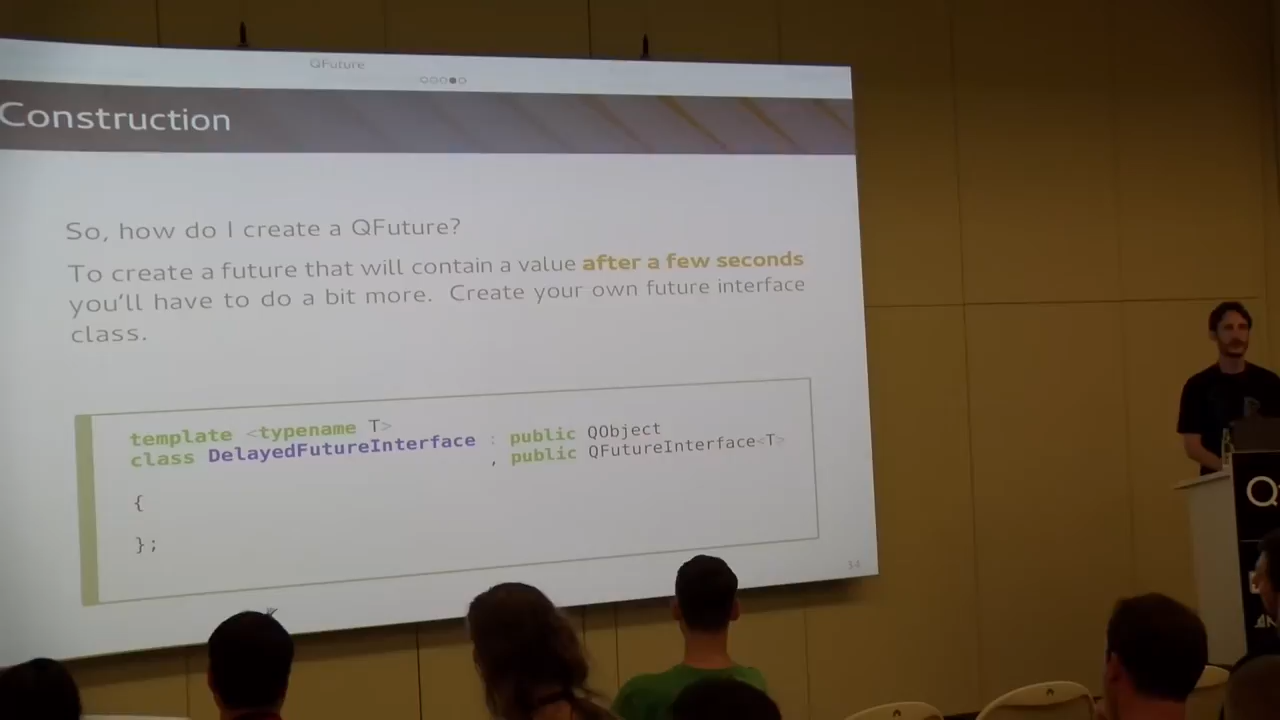 QFuture
Construction
So, how do I create a QFuture?
To create a future that will contain a value after a few seconds
you'll have to do a bit more. Create your own future interface
class.
template <typename T>
class DelayedFutureInterface : public QObject
, public QFutureInterface<T>
{
};
34